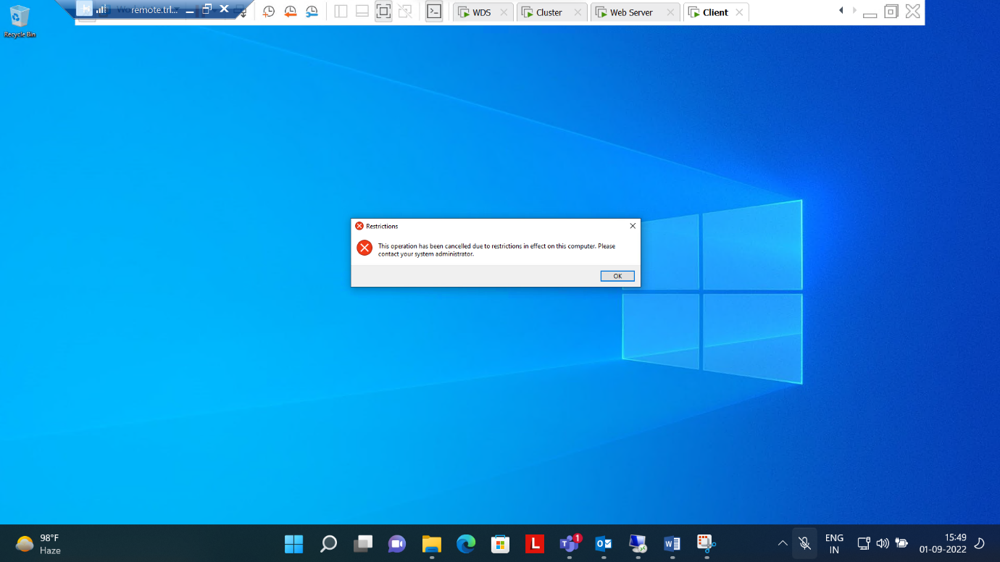 remote.trl...
WDS
Cluster
Web Server
Client
Recycle Bin
Restrictions
This operation has been cancelled due to restrictions in effect on this computer. Please
contact your system administrator.
OK
98°F
Haze
L
1
ENG
IN
15:49
01-09-2022